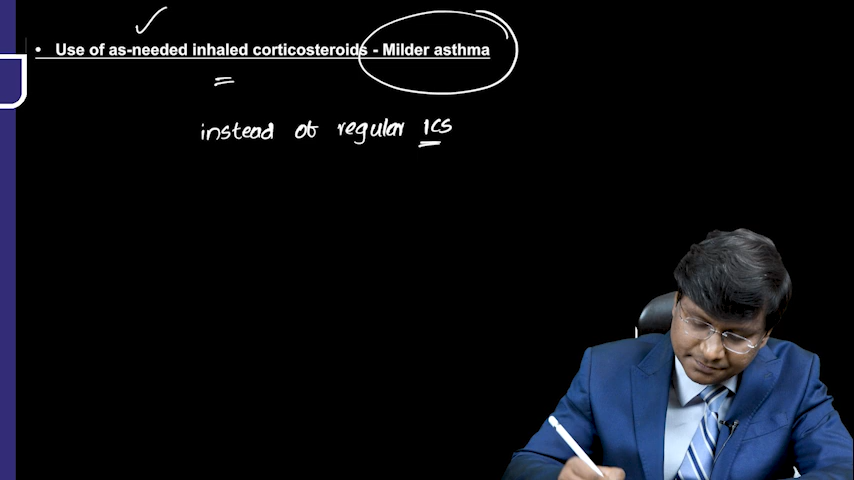 • Use of as-needed inhaled corticosteroids - Milder asthma
instead of regular ICS